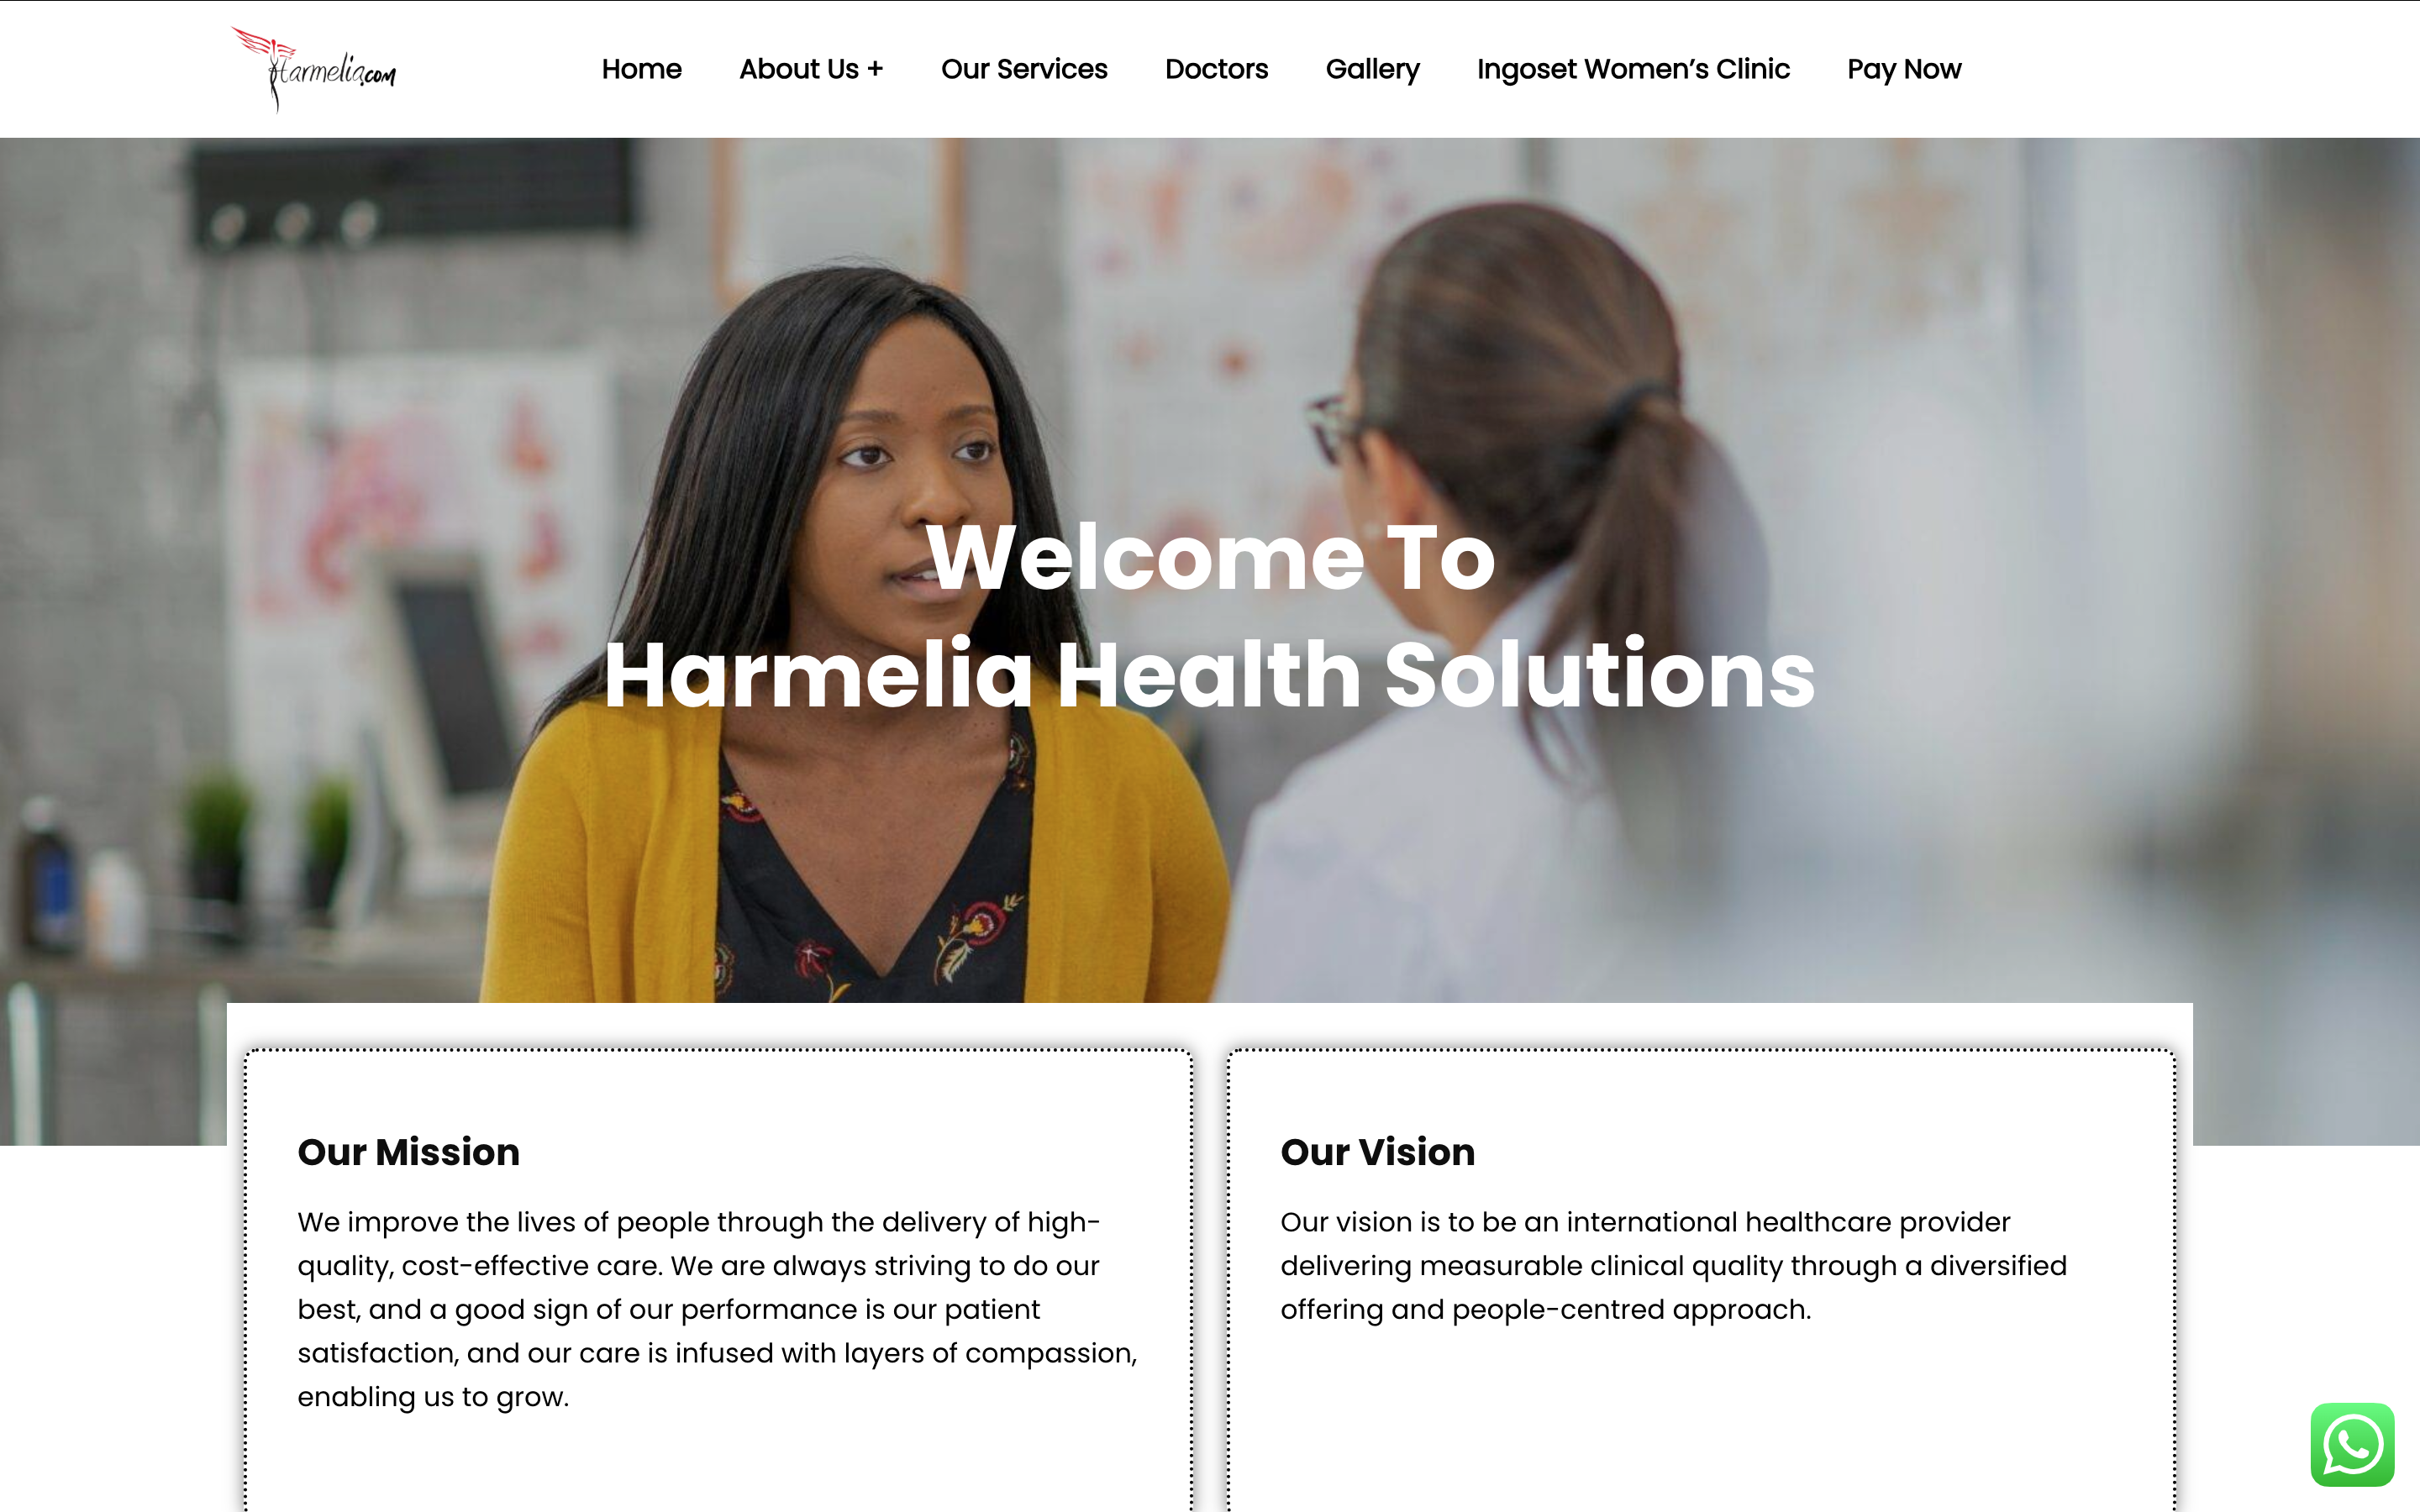 Harmelia.com
Home
About Us +
Our Services
Doctors
Gallery
Ingoset Women’s Clinic
Pay Now
Welcome To
Harmelia Health Solutions
Our Mission
We improve the lives of people through the delivery of high-
quality, cost-effective care. We are always striving to do our
best, and a good sign of our performance is our patient
satisfaction, and our care is infused with layers of compassion,
enabling us to grow.
Our Vision
Our vision is to be an international healthcare provider
delivering measurable clinical quality through a diversified
offering and people-centred approach.